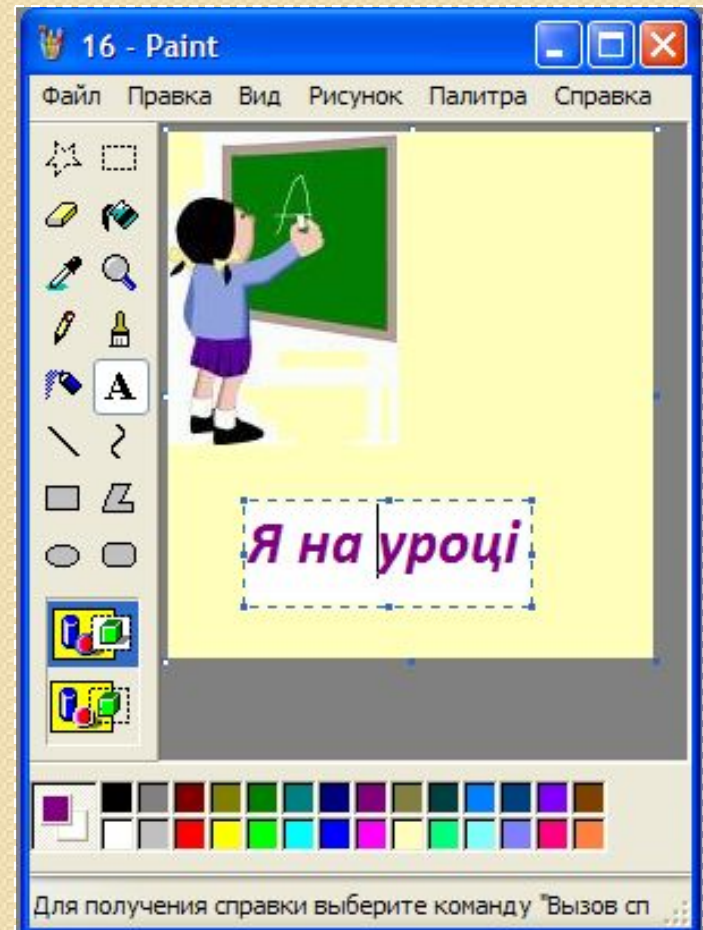 16 - Paint
Файл Правка Вид Рисунок Палитра Справка
A
A
Я на уроці
Для получения справки выберите команду "Вызов сп